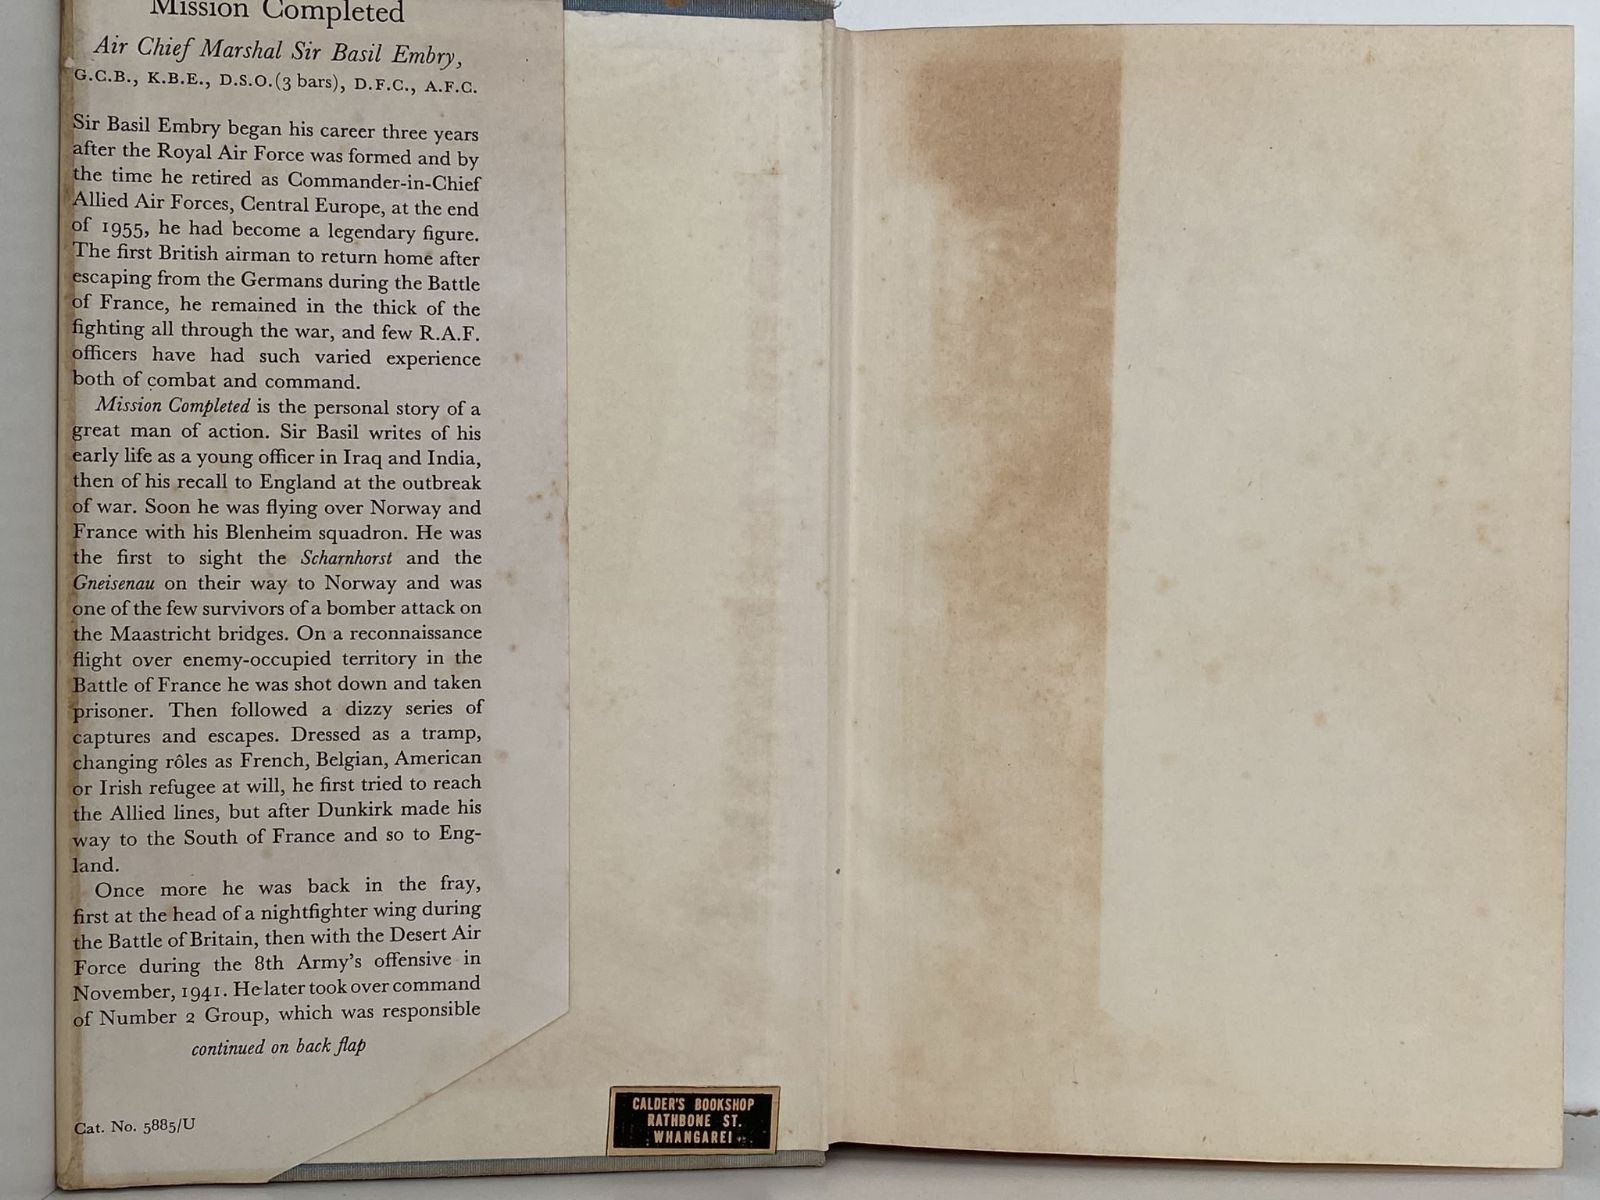 Mission Completed
Air Chief Marshal Sir Basil Embry,
G.C.B., K.B.E., D.S.O.(3 bars), D.F.C., A.F.C.
Sir Basil Embry began his career three years
after the Royal Air Force was formed and by
the time he retired as Commander-in-Chief
Allied Air Forces, Central Europe, at the end
of 1955, he had become a legendary figure.
The first British airman to return home after
escaping from the Germans during the Battle
of France, he remained in the thick of the
fighting all through the war, and few R.A.F.
officers have had such varied experience
both of combat and command.
Mission Completed is the personal story of a
great man of action. Sir Basil writes of his
early life as a young officer in Iraq and India,
then of his recall to England at the outbreak
of war. Soon he was flying over Norway and
France with his Blenheim squadron. He was
the first to sight the Scharnhorst and the
Gneisenau on their way to Norway and was
one of the few survivors of a bomber attack on
the Maastricht bridges. On a reconnaissance
flight over enemy-occupied territory in the
Battle of France he was shot down and taken
prisoner. Then followed a dizzy series of
captures and escapes. Dressed as a tramp,
changing rôles as French, Belgian, American
or Irish refugee at will, he first tried to reach
the Allied lines, but after Dunkirk made his
way to the South of France and so to Eng-
land.
Once more he was back in the fray,
first at the head of a nightfighter wing during
the Battle of Britain, then with the Desert Air
Force during the 8th Army's offensive in
November, 1941. He later took over command
of Number 2 Group, which was responsible
continued on back flap
Cat. No. 5885/U
CALDER'S BOOKSHOP
RATHBONE ST.
WHANGAREI